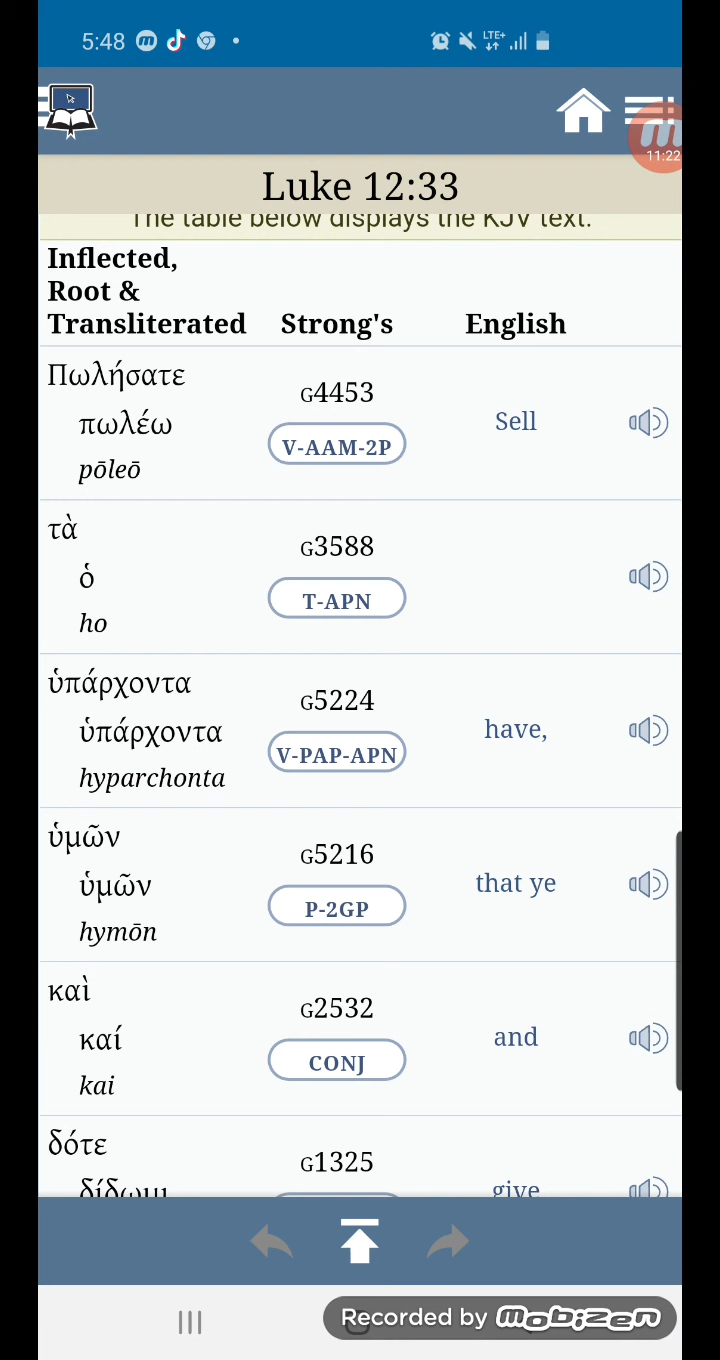 5:48
LTE+
11:22
Luke 12:33
The table below displays the KJV text.
Inflected,
Root &
Transliterated
Strong's
English
Πωλήσατε
πωλέω
pōleō
G4453
V-AAM-2P
Sell
τὰ
ὁ
ho
G3588
T-APN
ὑπάρχοντα
ὑπάρχοντα
hyparchonta
G5224
V-PAP-APN
have,
ὑμῶν
ὑμῶν
hymōn
G5216
P-2GP
that ye
καὶ
καί
kai
G2532
CONJ
and
δότε
δίδωμι
G1325
give
Recorded by mobizen